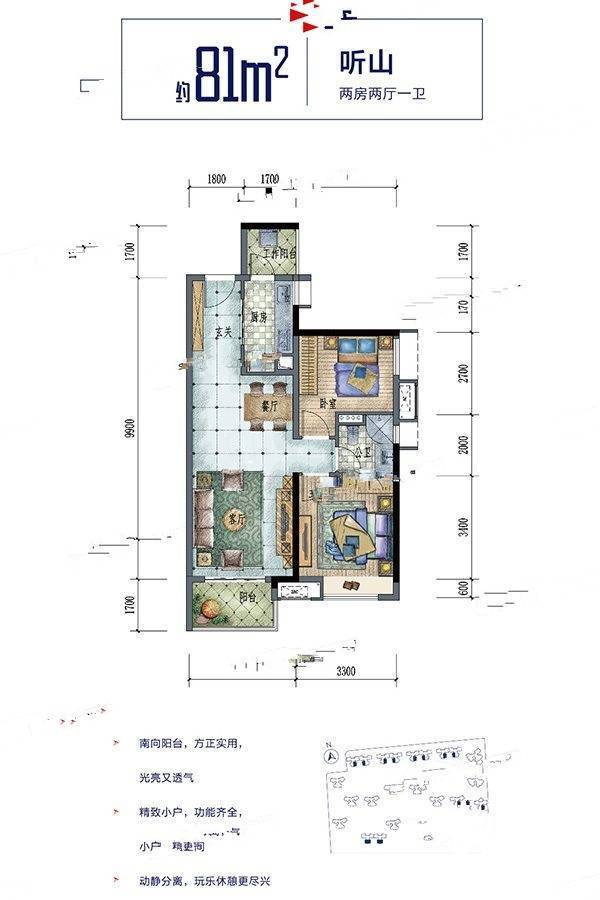 约81m²
听山
两房两厅一卫
1800
1700
1700
1700
工作阳台
170
厨房
玄关
2700
卧室
餐厅
9900
2000
公卫
主
客厅
3400
600
阳台
1700
3300
南向阳台，方正实用，
光亮又透气
精致小户，功能齐全，
小户
动静分离，玩乐休憩更尽兴
N